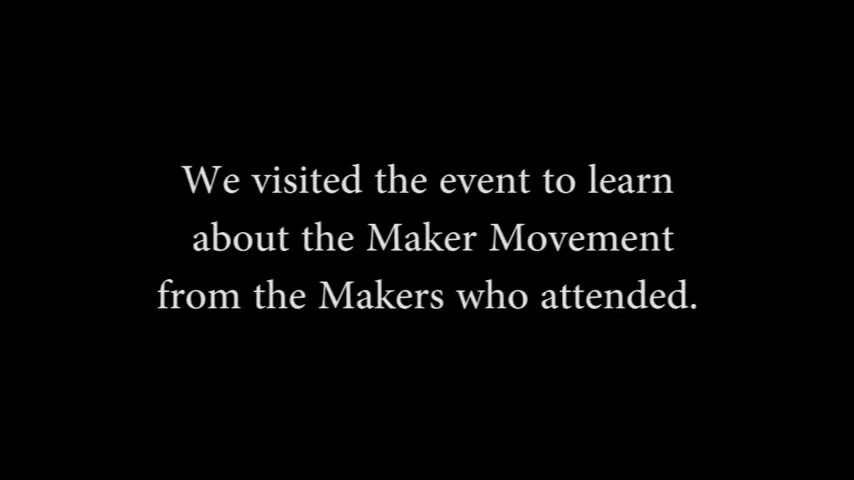 We visited the event to learn
about the Maker Movement
from the Makers who attended.